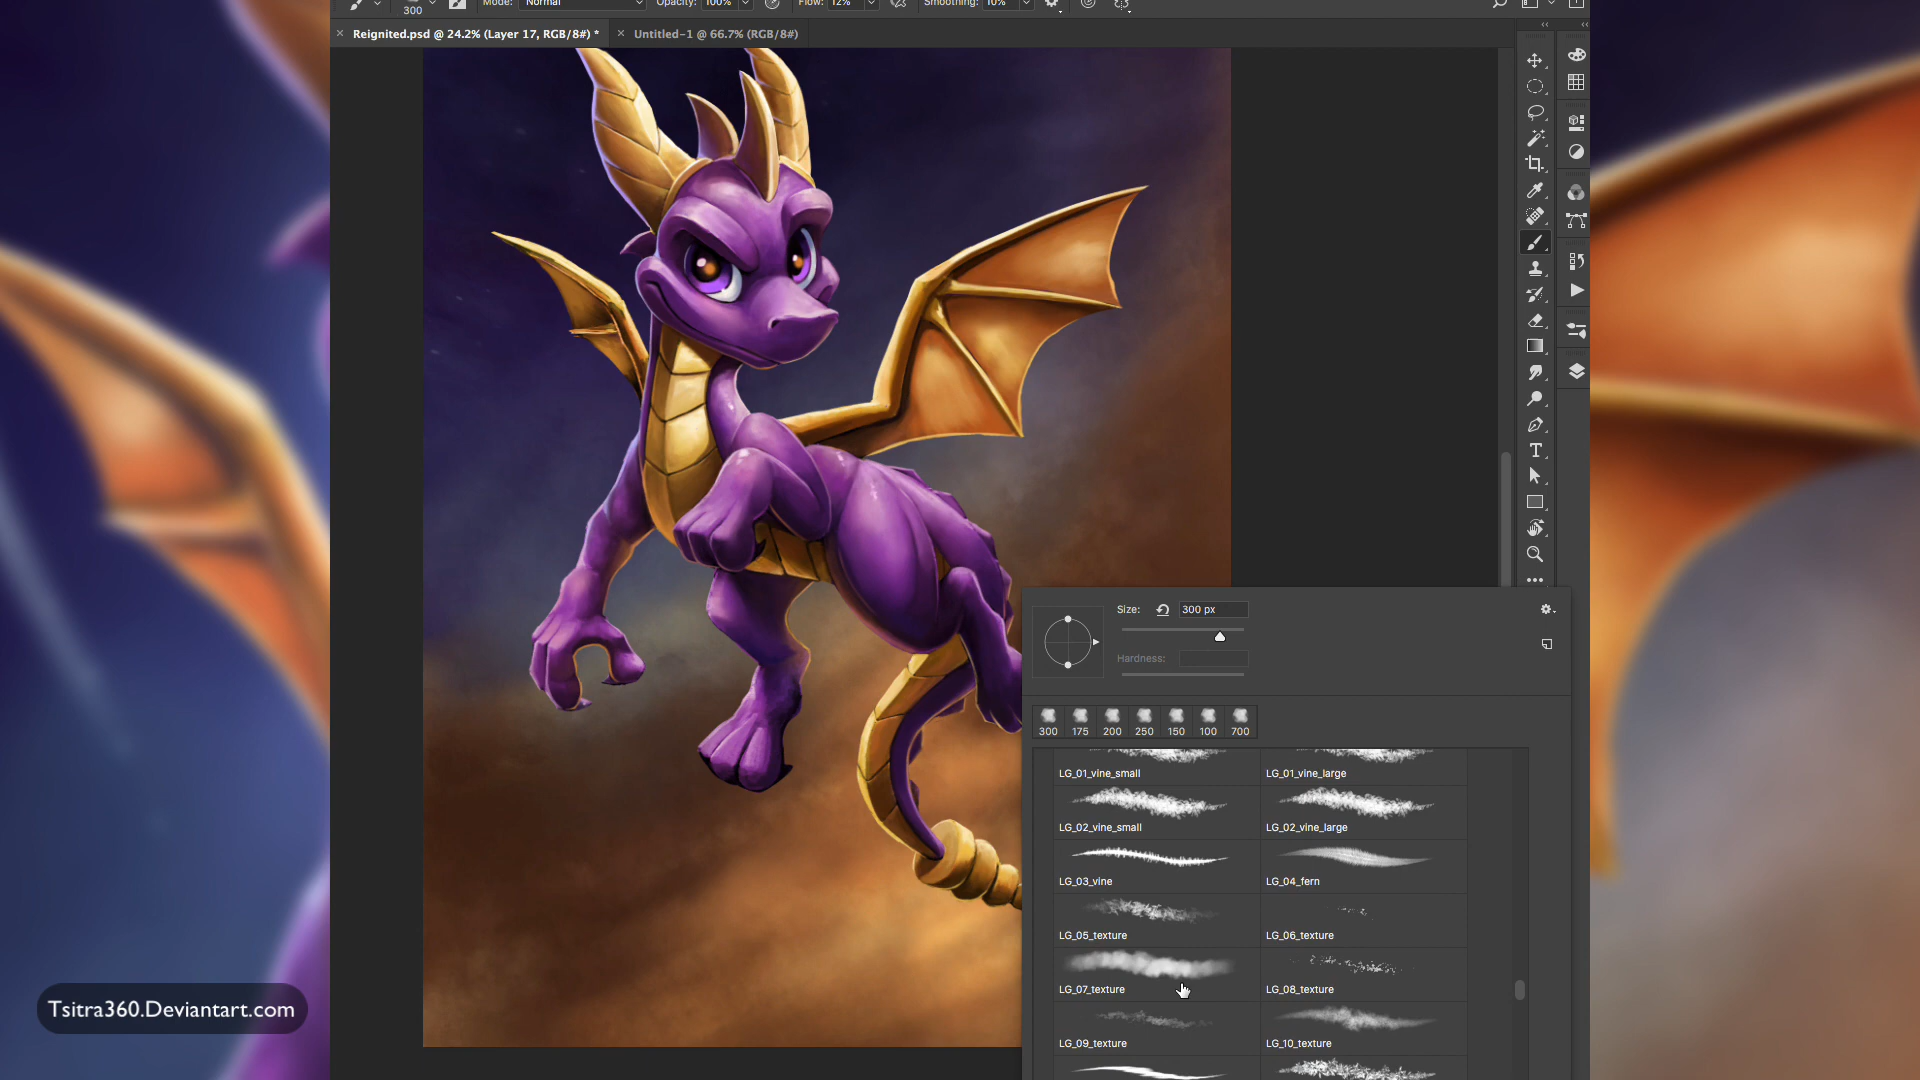 300 Mode: Normal Opacity: 100% Flow: 12% Smoothing: 10%
× Reignited.psd @ 24.2% (Layer 17, RGB/8#) * × Untitled-1 @ 66.7% (RGB/8#)
Size: 300 px
Hardness:
300 175 200 250 150 100 700
LG_01_vine_small LG_01_vine_large
LG_02_vine_small LG_02_vine_large
LG_03_vine LG_04_fern
LG_05_texture LG_06_texture
LG_07_texture LG_08_texture
LG_09_texture LG_10_texture
Tsitra360.Deviantart.com